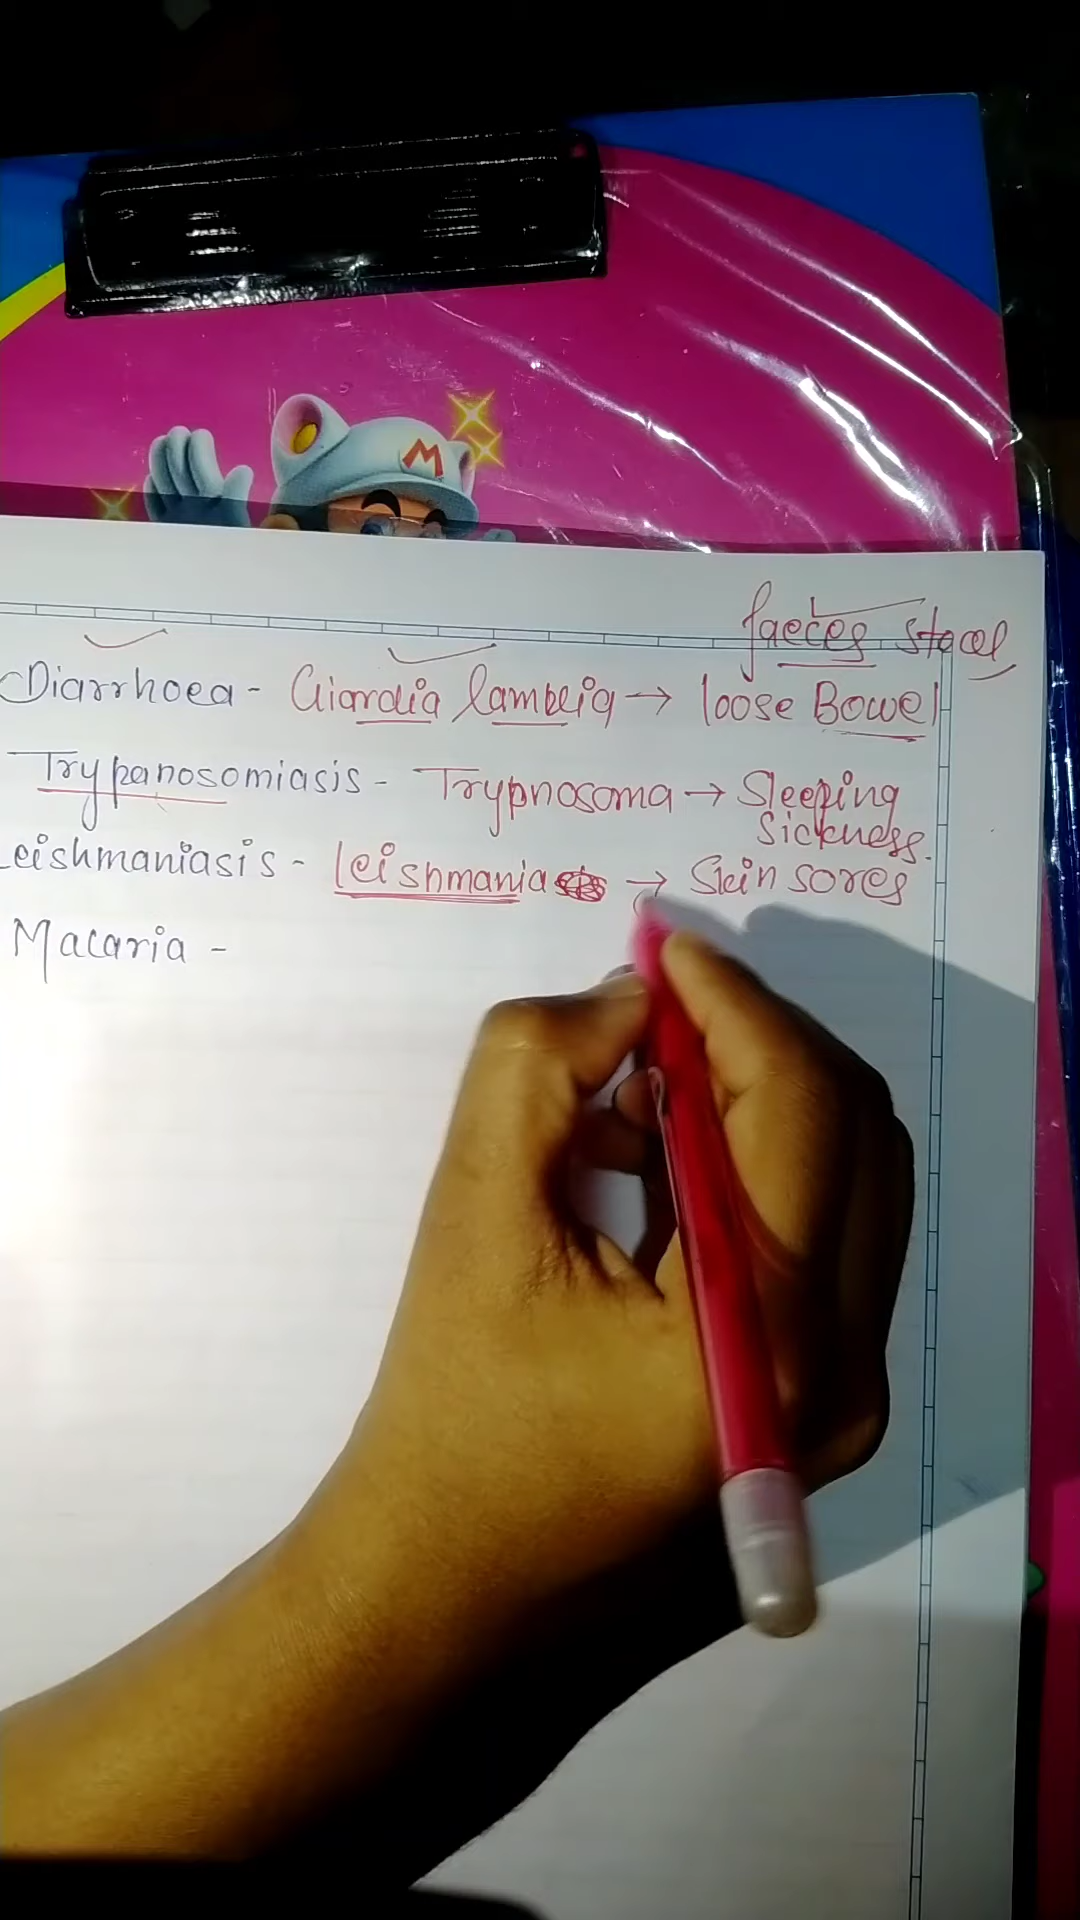 M
faeces stool
Diarrhoea - Giardia lamblia → loose Bowel
Trypanosomiasis - Trypnosoma → Sleeping
Sickness.
Leishmaniasis - leishmania → Skin sores
Malaria -